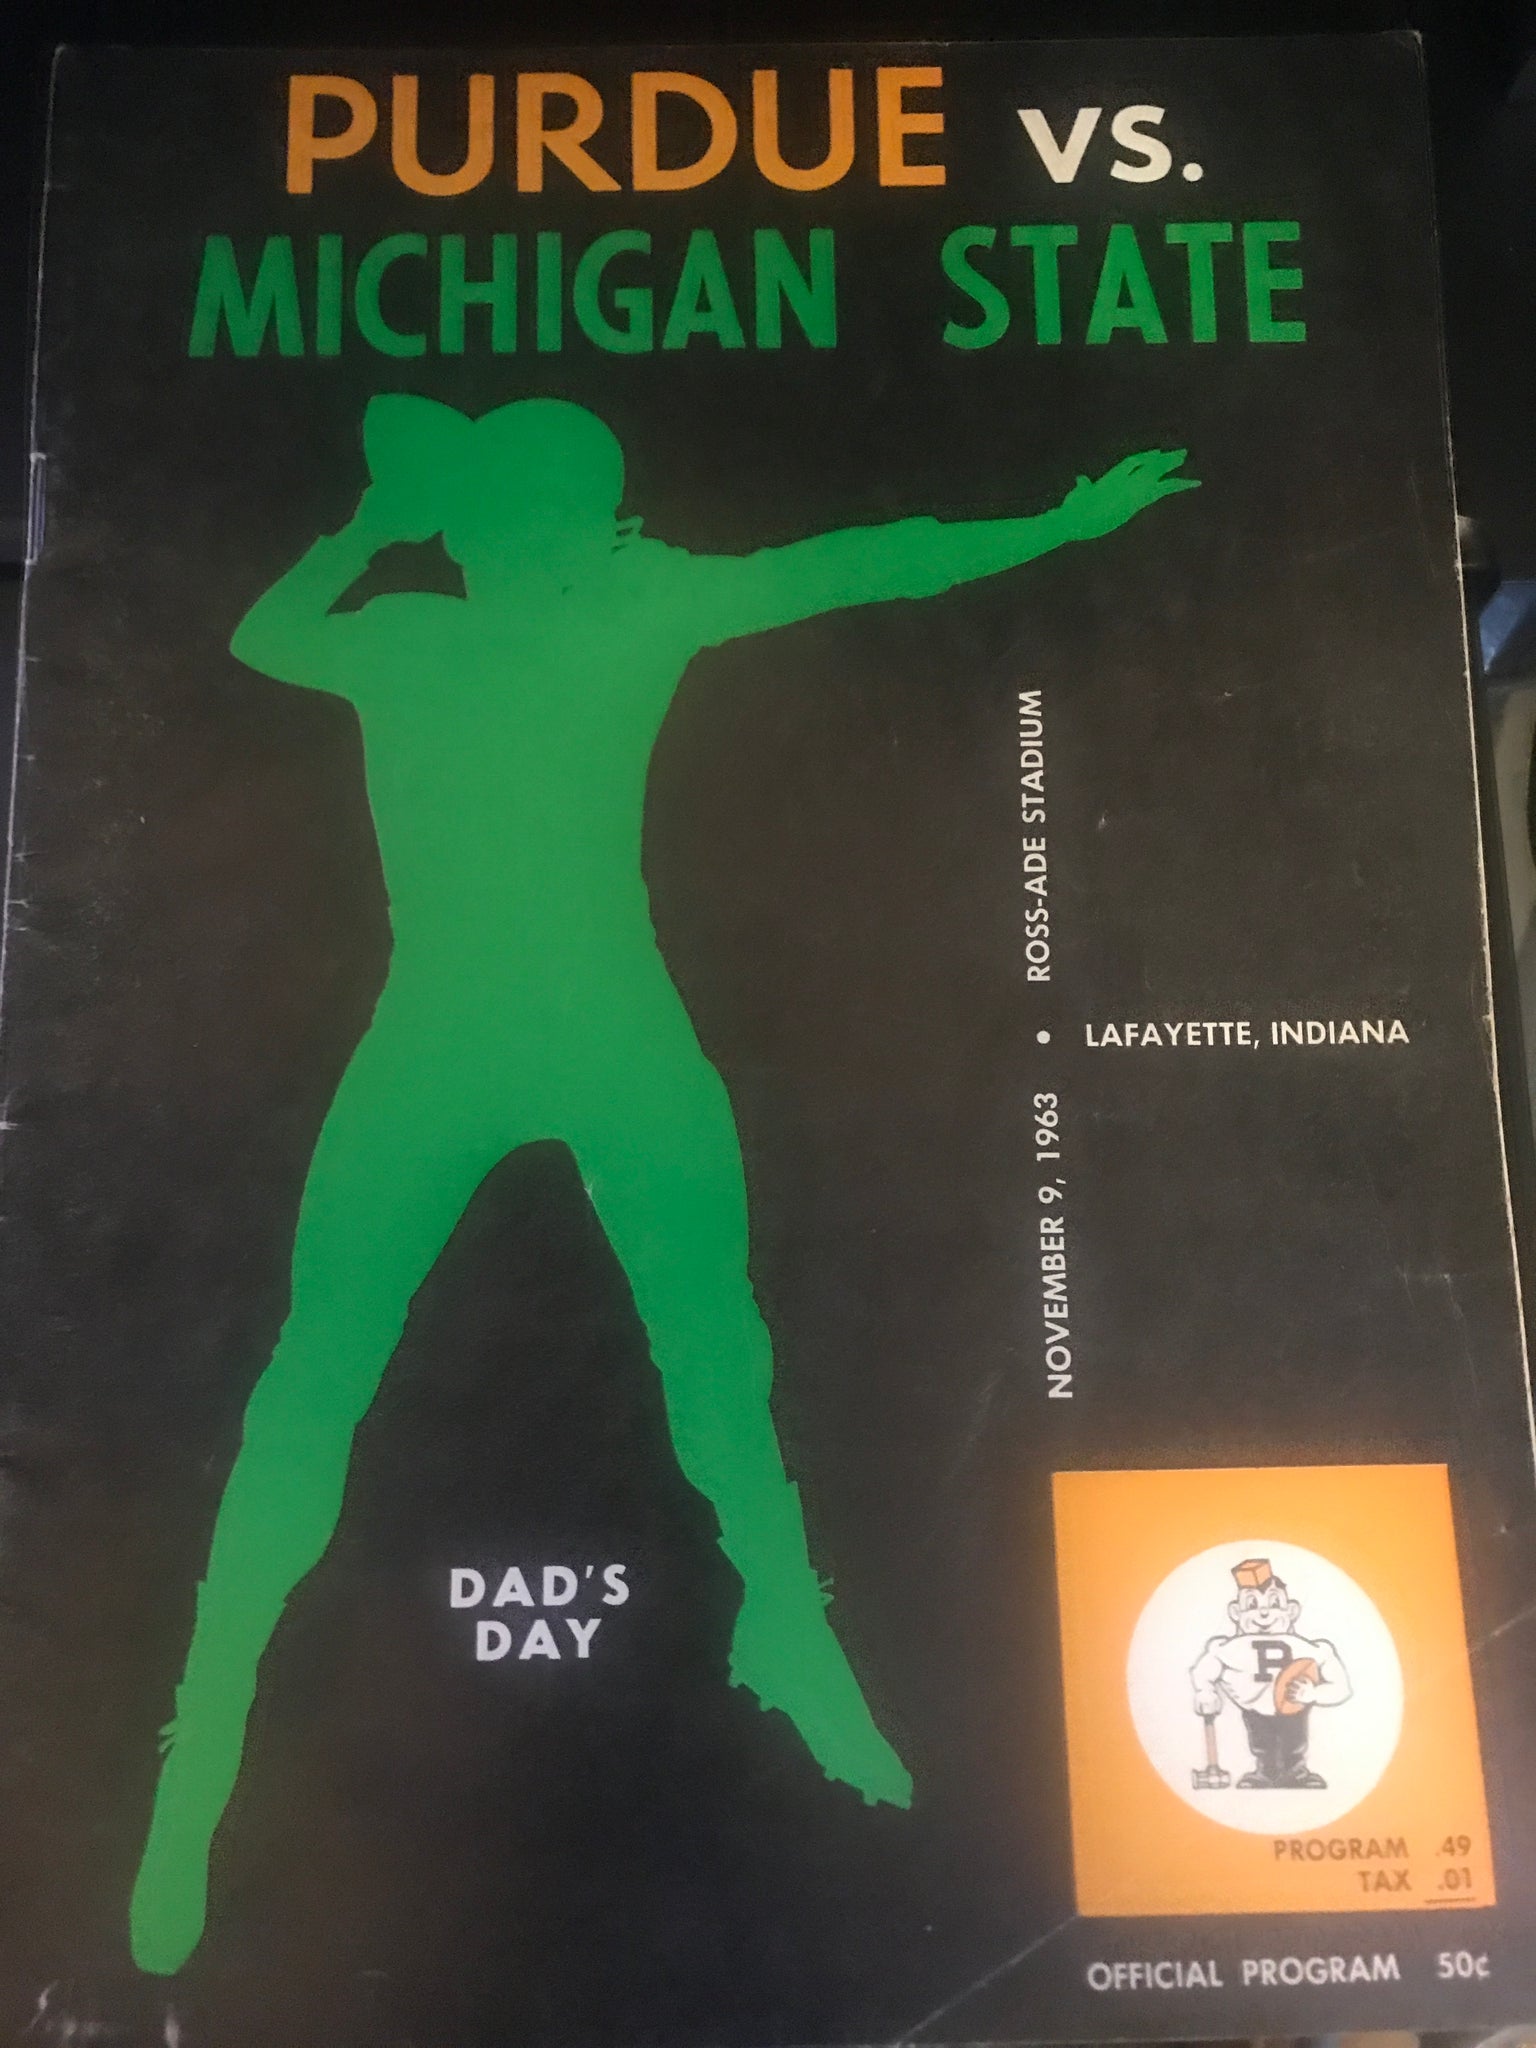 PURDUE VS.
MICHIGAN STATE
ROSS-ADE STADIUM
• LAFAYETTE, INDIANA
NOVEMBER 9, 1963
DAD'S
DAY
P
PROGRAM .49
TAX .01
OFFICIAL PROGRAM 50¢